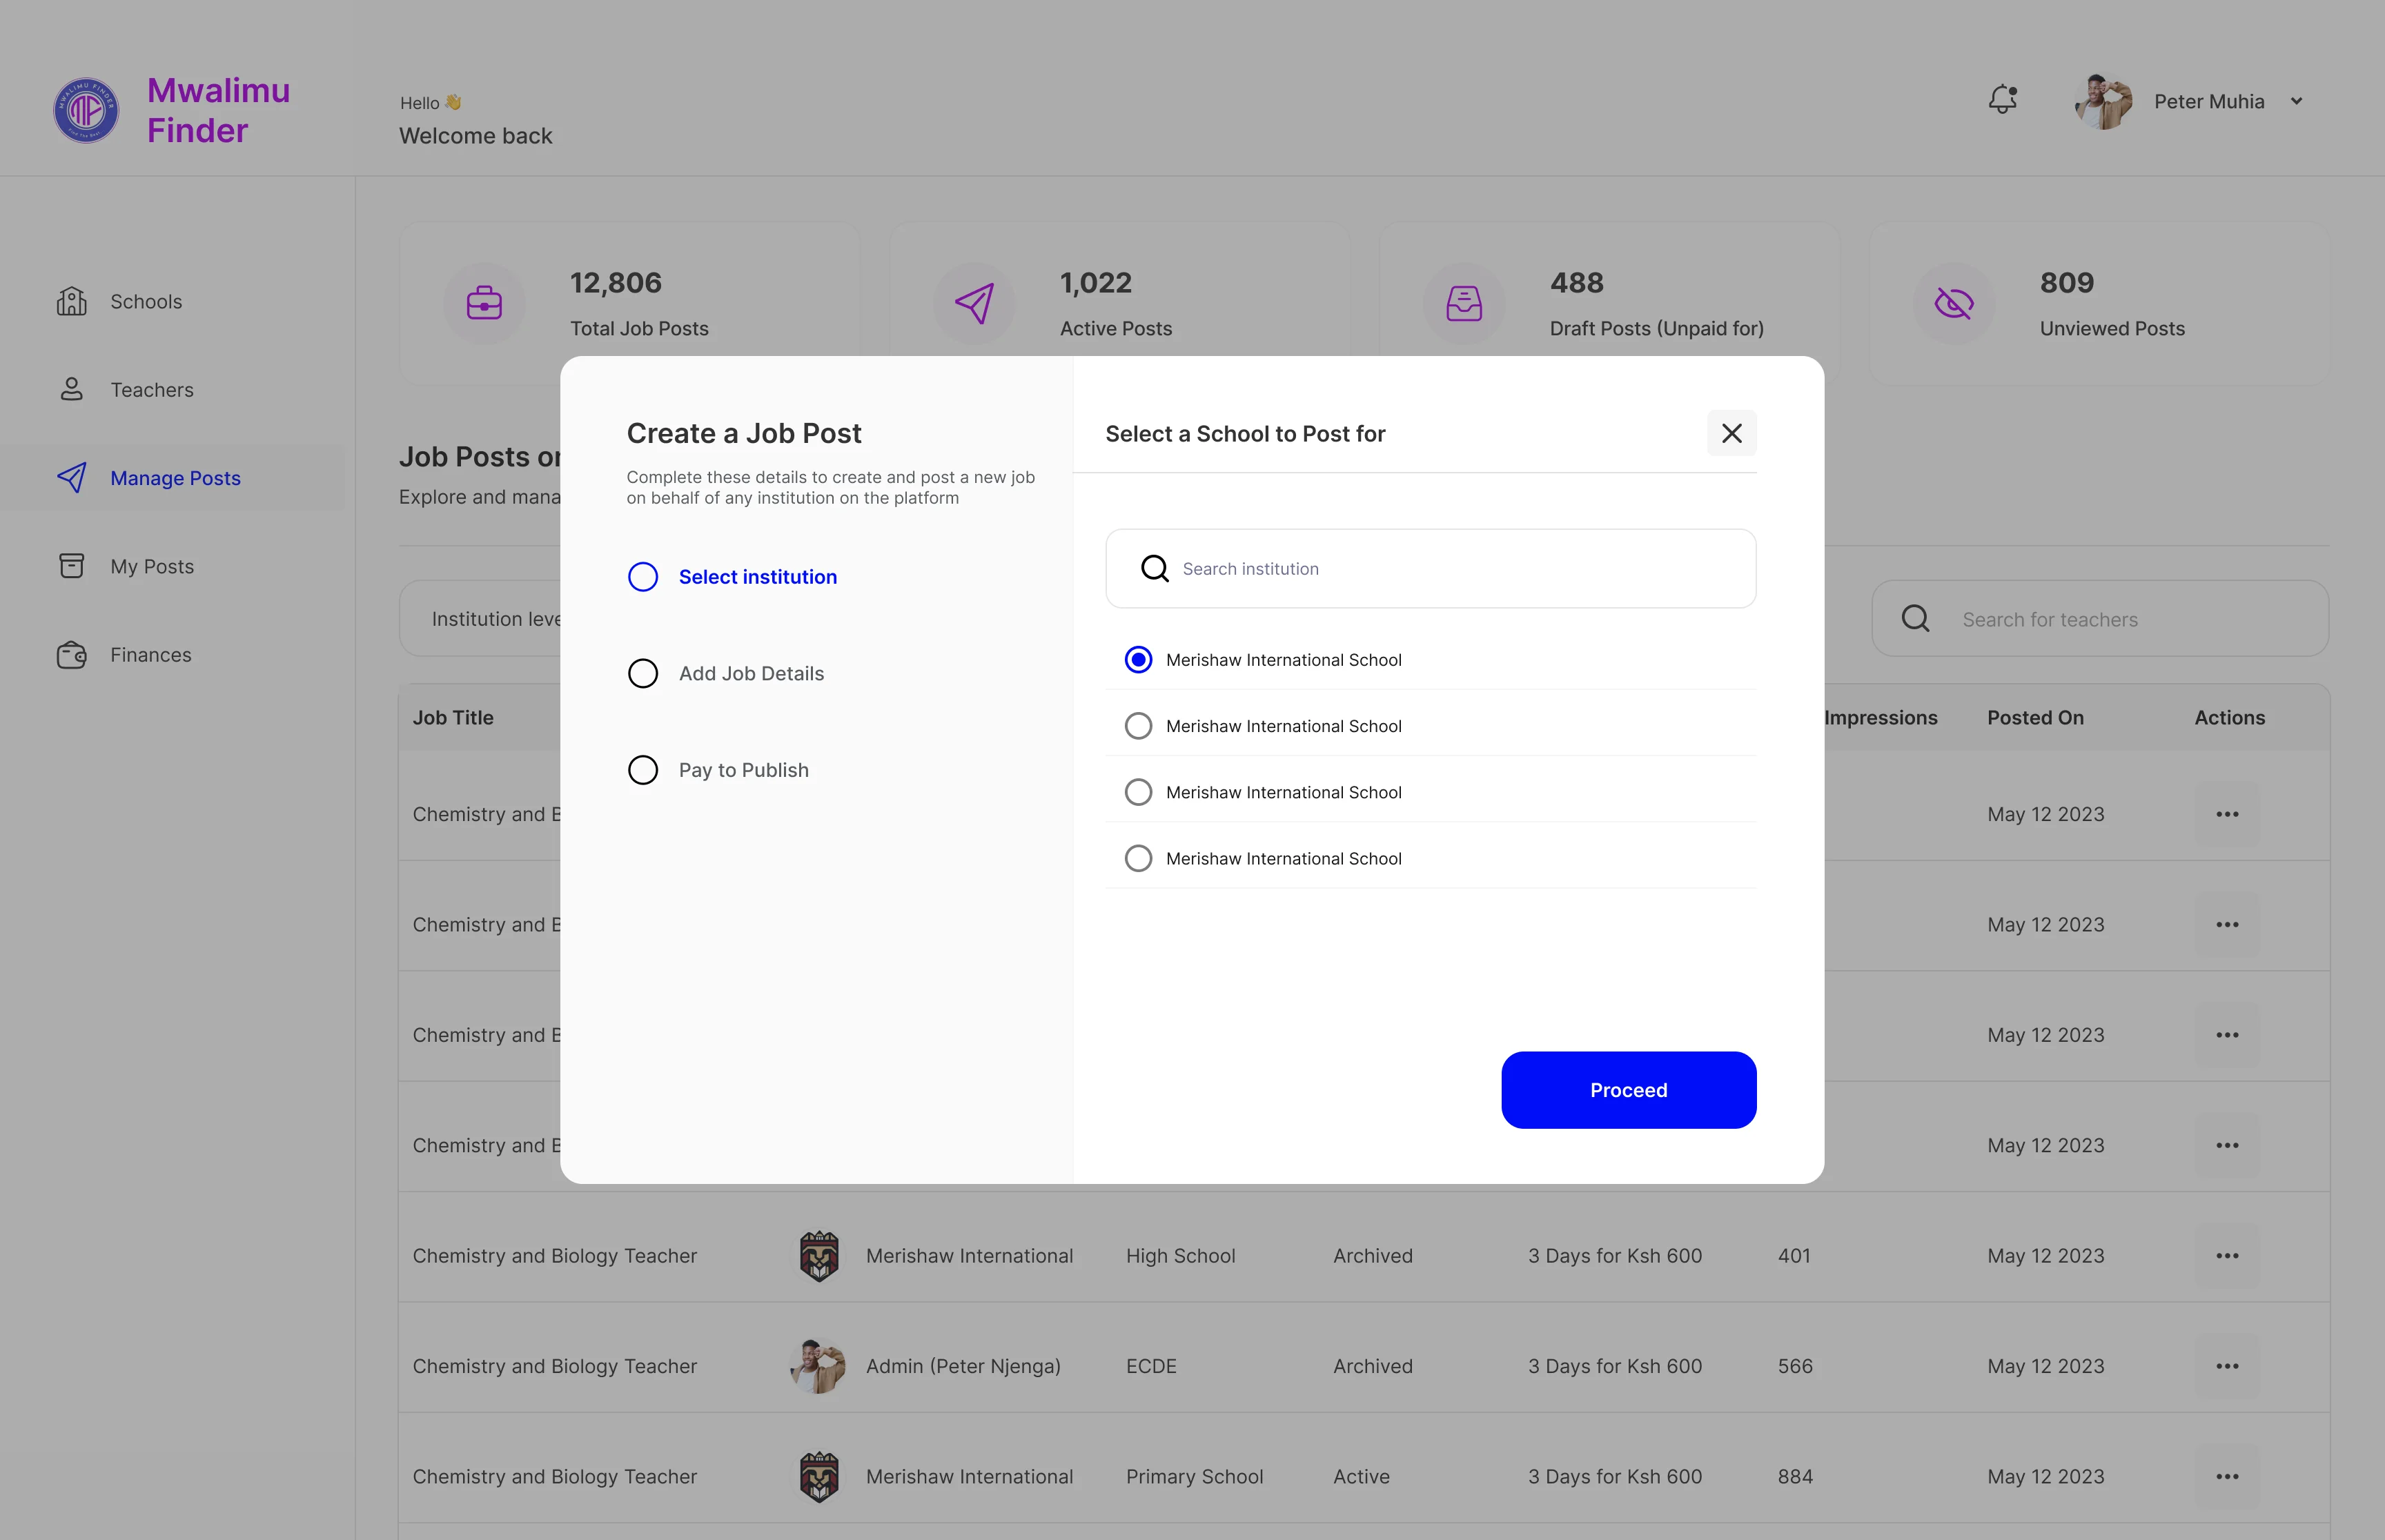 Mwalimu
Finder
Hello 👋
Welcome back
Peter Muhia
Schools
Teachers
Manage Posts
My Posts
Finances
12,806
Total Job Posts
1,022
Active Posts
488
Draft Posts (Unpaid for)
809
Unviewed Posts
Job Posts
Explore and mana
Institution leve
Search for teachers
Create a Job Post
Complete these details to create and post a new job
on behalf of any institution on the platform
Select institution
Add Job Details
Pay to Publish
Select a School to Post for
Search institution
Merishaw International School
Merishaw International School
Merishaw International School
Merishaw International School
Proceed
Job Title
Impressions
Posted On
Actions
Chemistry and
May 12 2023
Chemistry and
May 12 2023
Chemistry and
May 12 2023
Chemistry and
May 12 2023
Chemistry and Biology Teacher
Merishaw International
High School
Archived
3 Days for Ksh 600
401
May 12 2023
Chemistry and Biology Teacher
Admin (Peter Njenga)
ECDE
Archived
3 Days for Ksh 600
566
May 12 2023
Chemistry and Biology Teacher
Merishaw International
Primary School
Active
3 Days for Ksh 600
884
May 12 2023